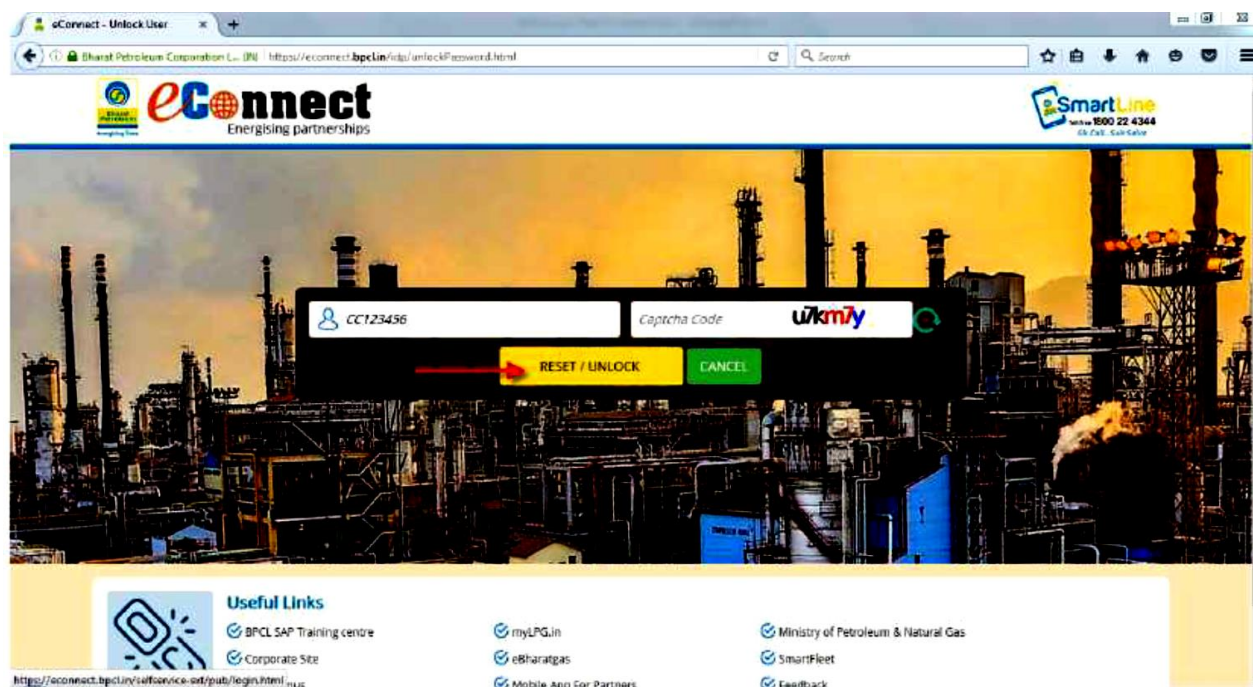 eConnect - Unlock User
Bharat Petroleum Corporation L... (IN) https://econnect.bpcl.in/idp/unlockPassword.html
Search
eConnect
Energising partnerships
SmartLine
1800 22 4344
CC123456
Captcha Code
u7km7y
RESET / UNLOCK
CANCEL
Useful Links
BPCL SAP Training centre
myLPG.in
Ministry of Petroleum & Natural Gas
Corporate Site
eBharatgas
SmartFleet
https://econnect.bpcl.in/selfservice-ext/pub/login.html
Mobile App For Partners
Feedback